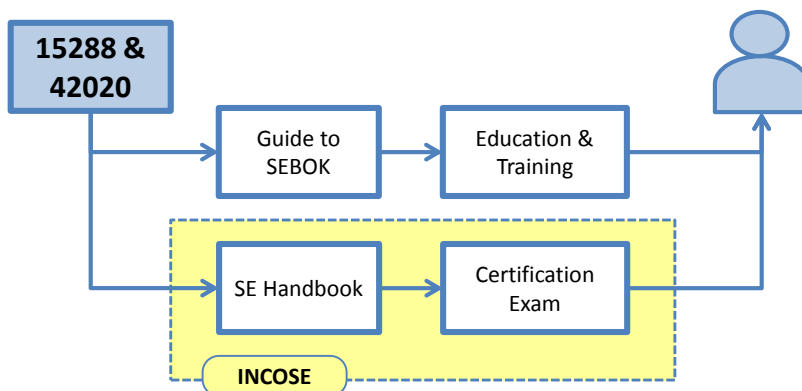 15288 &
42020
Guide to
SEBOK
Education &
Training
SE Handbook
Certification
Exam
INCOSE